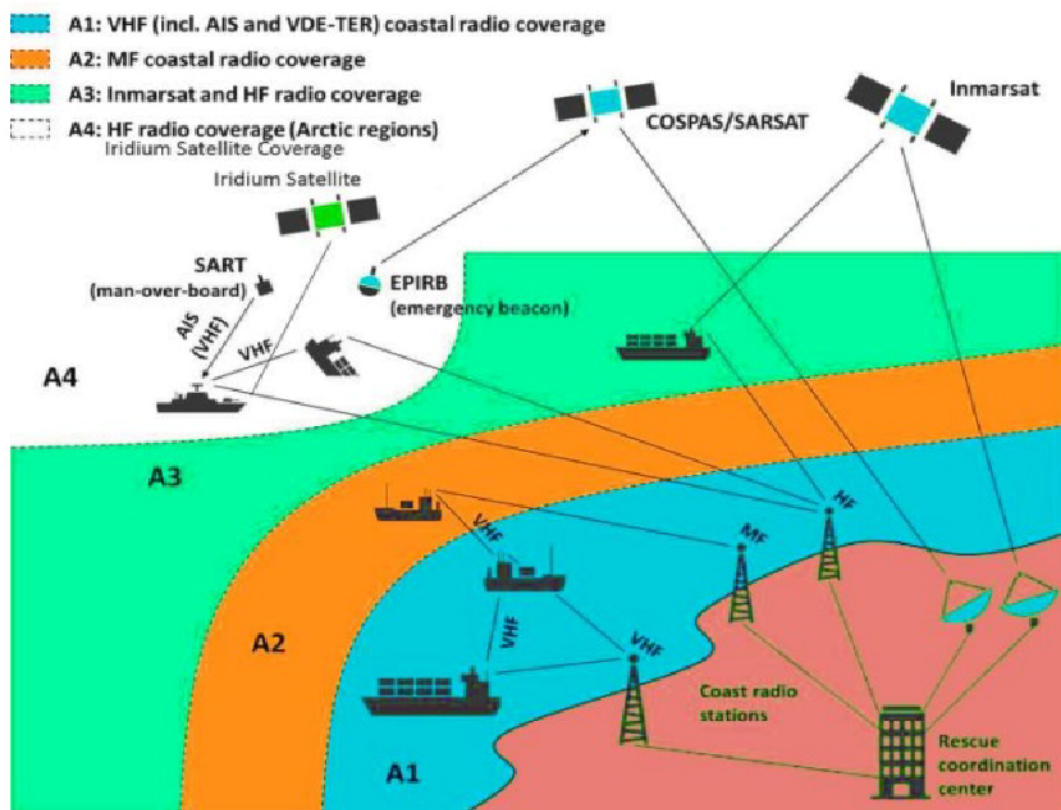 A1: VHF (incl. AIS and VDE-TER) coastal radio coverage
A2: MF coastal radio coverage
A3: Inmarsat and HF radio coverage
A4: HF radio coverage (Arctic regions)
Iridium Satellite Coverage
Iridium Satellite
COSPAS/SARSAT
Inmarsat
SART
(man-over-board)
EPIRB
(emergency beacon)
AIS
(VHF)
VHF
A4
A3
VHF
MF
HF
A2
VHF
VHF
Coast radio
stations
A1
Rescue
coordination
center